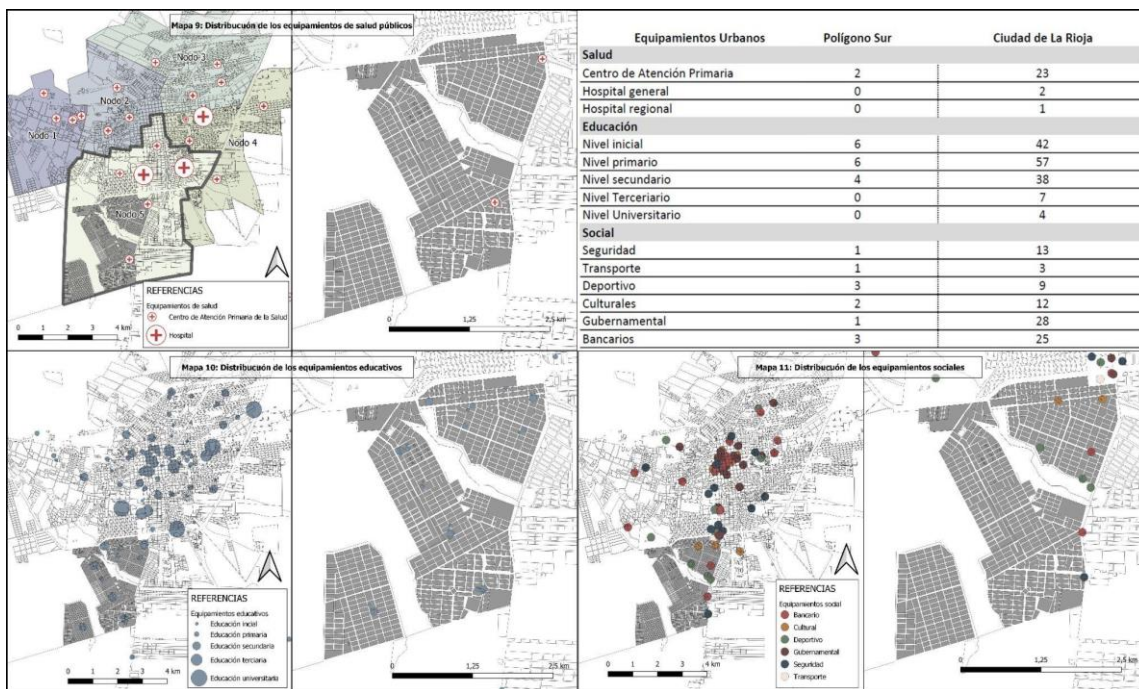 Mapa 9: Distribucuón de los equipamientos de salud públicos
Nodo 3
Nodo 2
Nodo 1
Nodo 4
Nodo 5
REFERENCIAS
Equipamientos de salud
Centro de Atención Primaria de la Salud
Hospital
0 1 2 3 4 km
0 1,25 2,5 km
Equipamientos Urbanos Polígono Sur Ciudad de La Rioja
Salud
Centro de Atención Primaria 2 23
Hospital general 0 2
Hospital regional 0 1
Educación
Nivel inicial 6 42
Nivel primario 6 57
Nivel secundario 4 38
Nivel Terceriario 0 7
Nivel Universitario 0 4
Social
Seguridad 1 13
Transporte 1 3
Deportivo 3 9
Culturales 2 12
Gubernamental 1 28
Bancarios 3 25
Mapa 10: Distribucuón de los equipamientos educativos
REFERENCIAS
Equipamientos educativos
Educación inicial
Educación primaria
Educación secundaria
Educación terciaria
Educación universitaria
0 1 2 3 4 km
0 1,25 2,5 km
Mapa 11: Distribucuón de los equipamientos sociales
REFERENCIAS
Equipamientos social
Bancario
Cultural
Deportivo
Gubernamental
Seguridad
Transporte
0 1 2 3 4 km
0 1,25 2,5 km